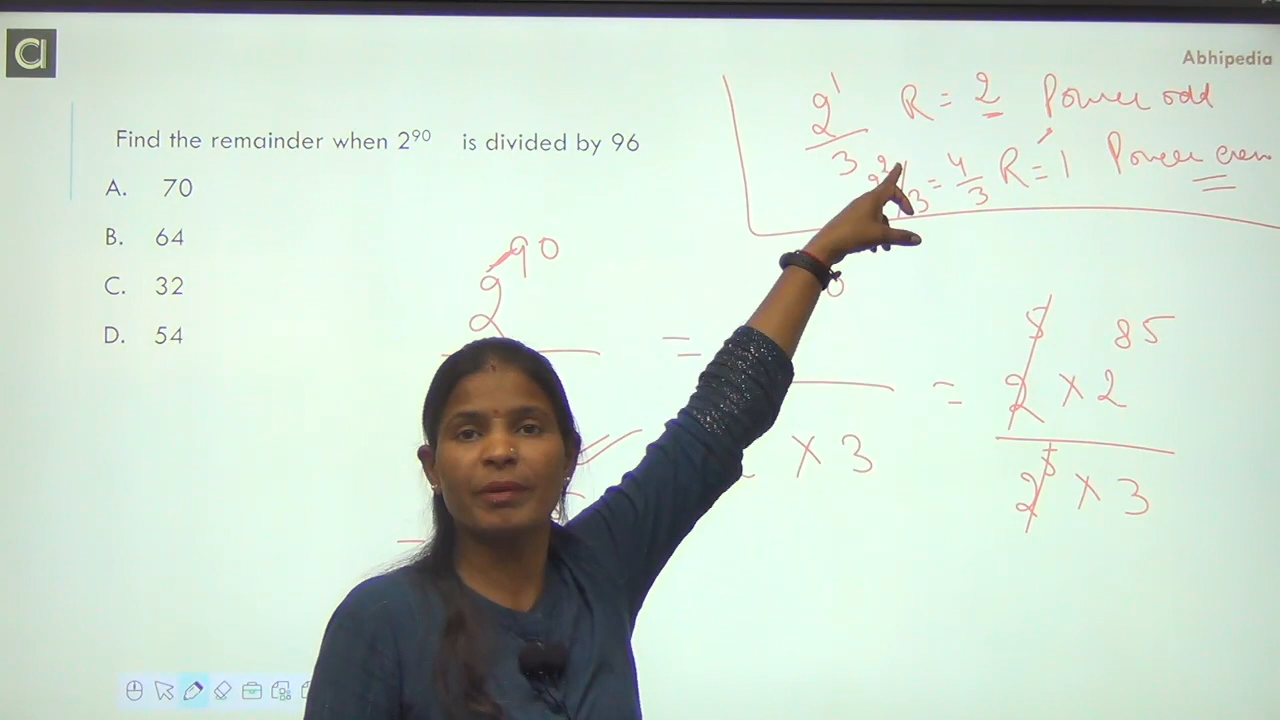 Abhipedia
Find the remainder when 2⁹⁰ is divided by 96
A. 70
B. 64
C. 32
D. 54
2¹/3 R = 2 Power odd
2²/3 = 4/3 R = 1 Power even
2⁹⁰
=
0
× 3
=
2⁵ × 2⁸⁵
2⁵ × 3